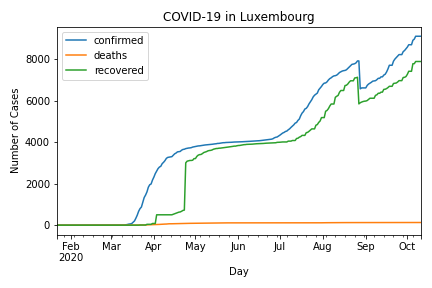 COVID-19 in Luxembourg
confirmed
deaths
recovered
Number of Cases
8000
6000
4000
2000
0
Feb Mar Apr May Jun Jul Aug Sep Oct
2020
Day